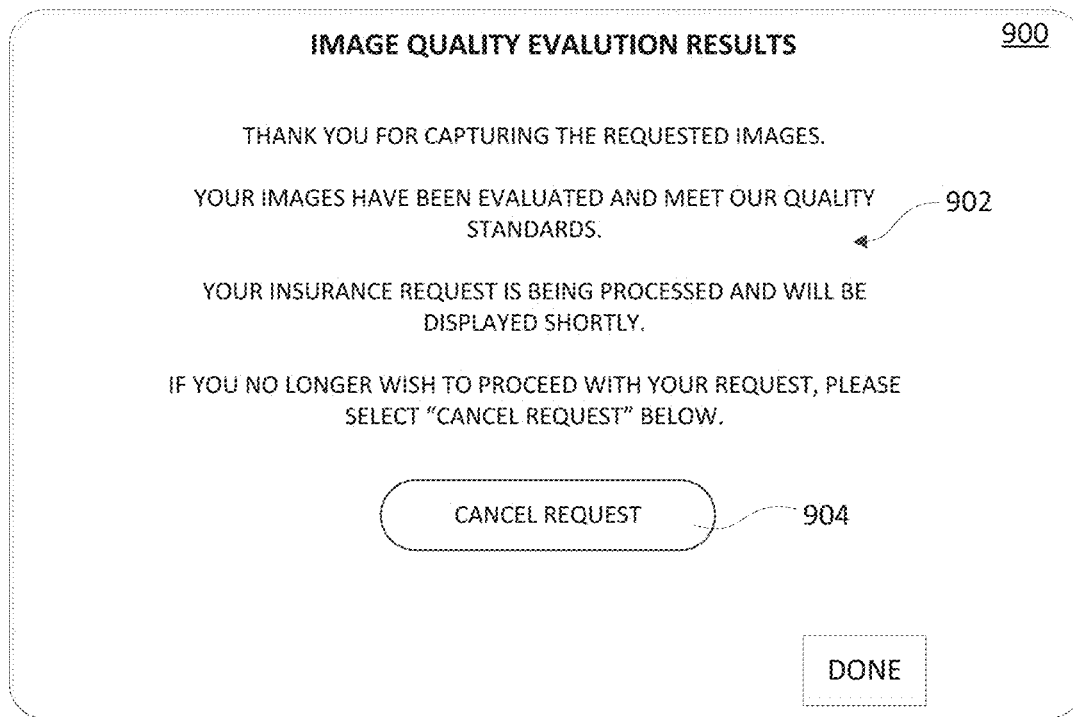 IMAGE QUALITY EVALUTION RESULTS
900
THANK YOU FOR CAPTURING THE REQUESTED IMAGES.
YOUR IMAGES HAVE BEEN EVALUATED AND MEET OUR QUALITY
STANDARDS.
902
YOUR INSURANCE REQUEST IS BEING PROCESSED AND WILL BE
DISPLAYED SHORTLY.
IF YOU NO LONGER WISH TO PROCEED WITH YOUR REQUEST, PLEASE
SELECT “CANCEL REQUEST” BELOW.
CANCEL REQUEST
904
DONE